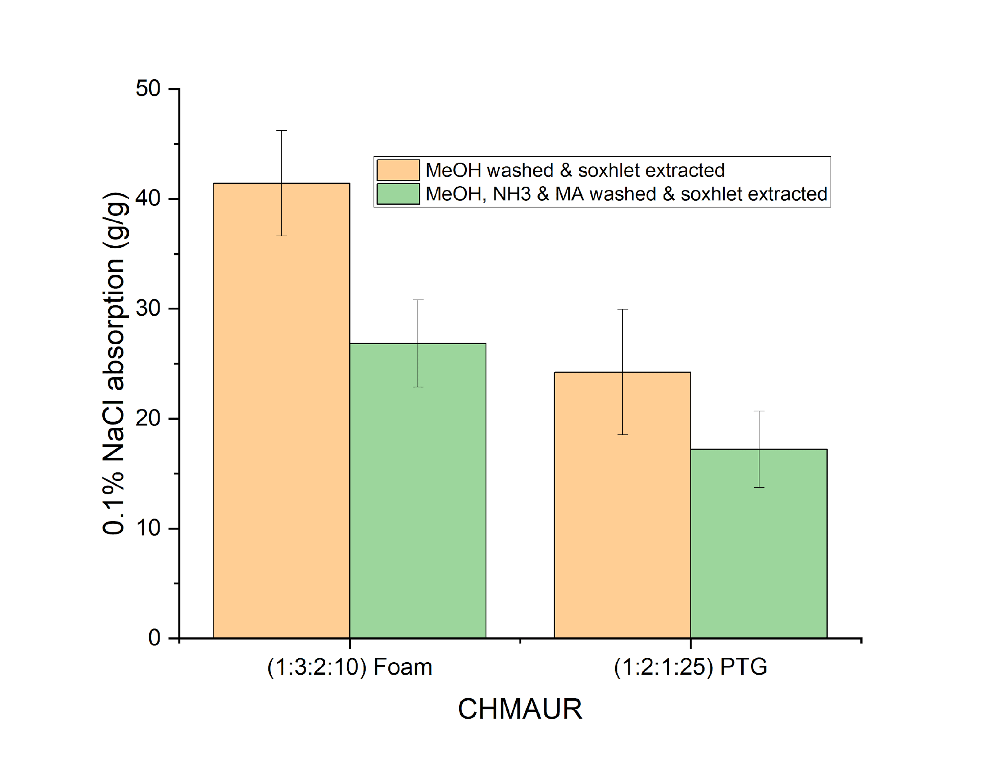 50
40
30
20
10
0
0.1% NaCl absorption (g/g)
MeOH washed & soxhlet extracted
MeOH, NH3 & MA washed & soxhlet extracted
(1:3:2:10) Foam
(1:2:1:25) PTG
CHMAUR